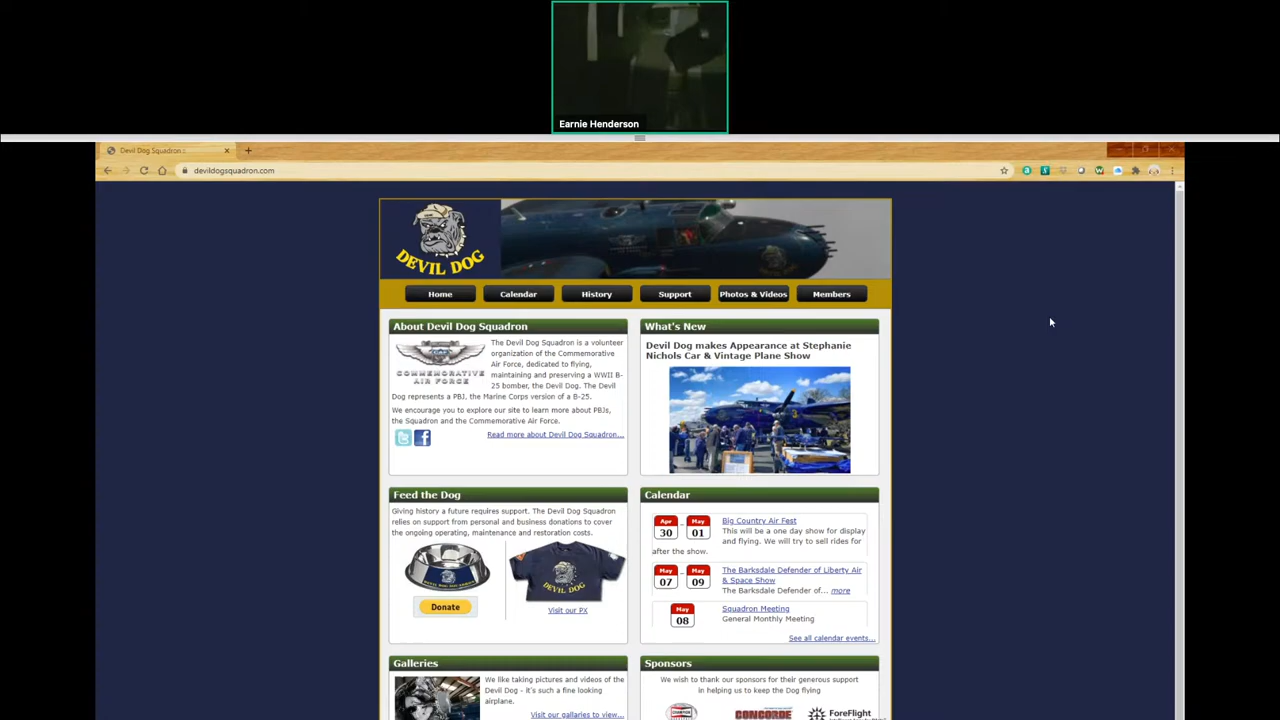 Earnie Henderson
Devil Dog Squadron ::
devildogsquadron.com
DEVIL DOG
Home
Calendar
History
Support
Photos & Videos
Members
About Devil Dog Squadron
CAF
COMMEMORATIVE
AIR FORCE
The Devil Dog Squadron is a volunteer
organization of the Commemorative
Air Force, dedicated to flying,
maintaining and preserving a WWII B-
25 bomber, the Devil Dog. The Devil
Dog represents a PBJ, the Marine Corps version of a B-25.
We encourage you to explore our site to learn more about PBJs,
the Squadron and the Commemorative Air Force.
Read more about Devil Dog Squadron...
What's New
Devil Dog makes Appearance at Stephanie
Nichols Car & Vintage Plane Show
3
Feed the Dog
Giving history a future requires support. The Devil Dog Squadron
relies on support from personal and business donations to cover
the ongoing operating, maintenance and restoration costs.
Donate
DEVIL DOG
Visit our PX
Calendar
Apr
30
-
May
01
Big Country Air Fest
This will be a one day show for display
and flying. We will try to sell rides for
after the show.
May
07
-
May
09
The Barksdale Defender of Liberty Air
& Space Show
The Barksdale Defender of... more
May
08
Squadron Meeting
General Monthly Meeting
See all calendar events...
Galleries
We like taking pictures and videos of the
Devil Dog - it's such a fine looking
airplane.
Visit our galleries to view...
Sponsors
We wish to thank our sponsors for their generous support
in helping us to keep the Dog flying
CHAMPION
CONCORDE
ForeFlight